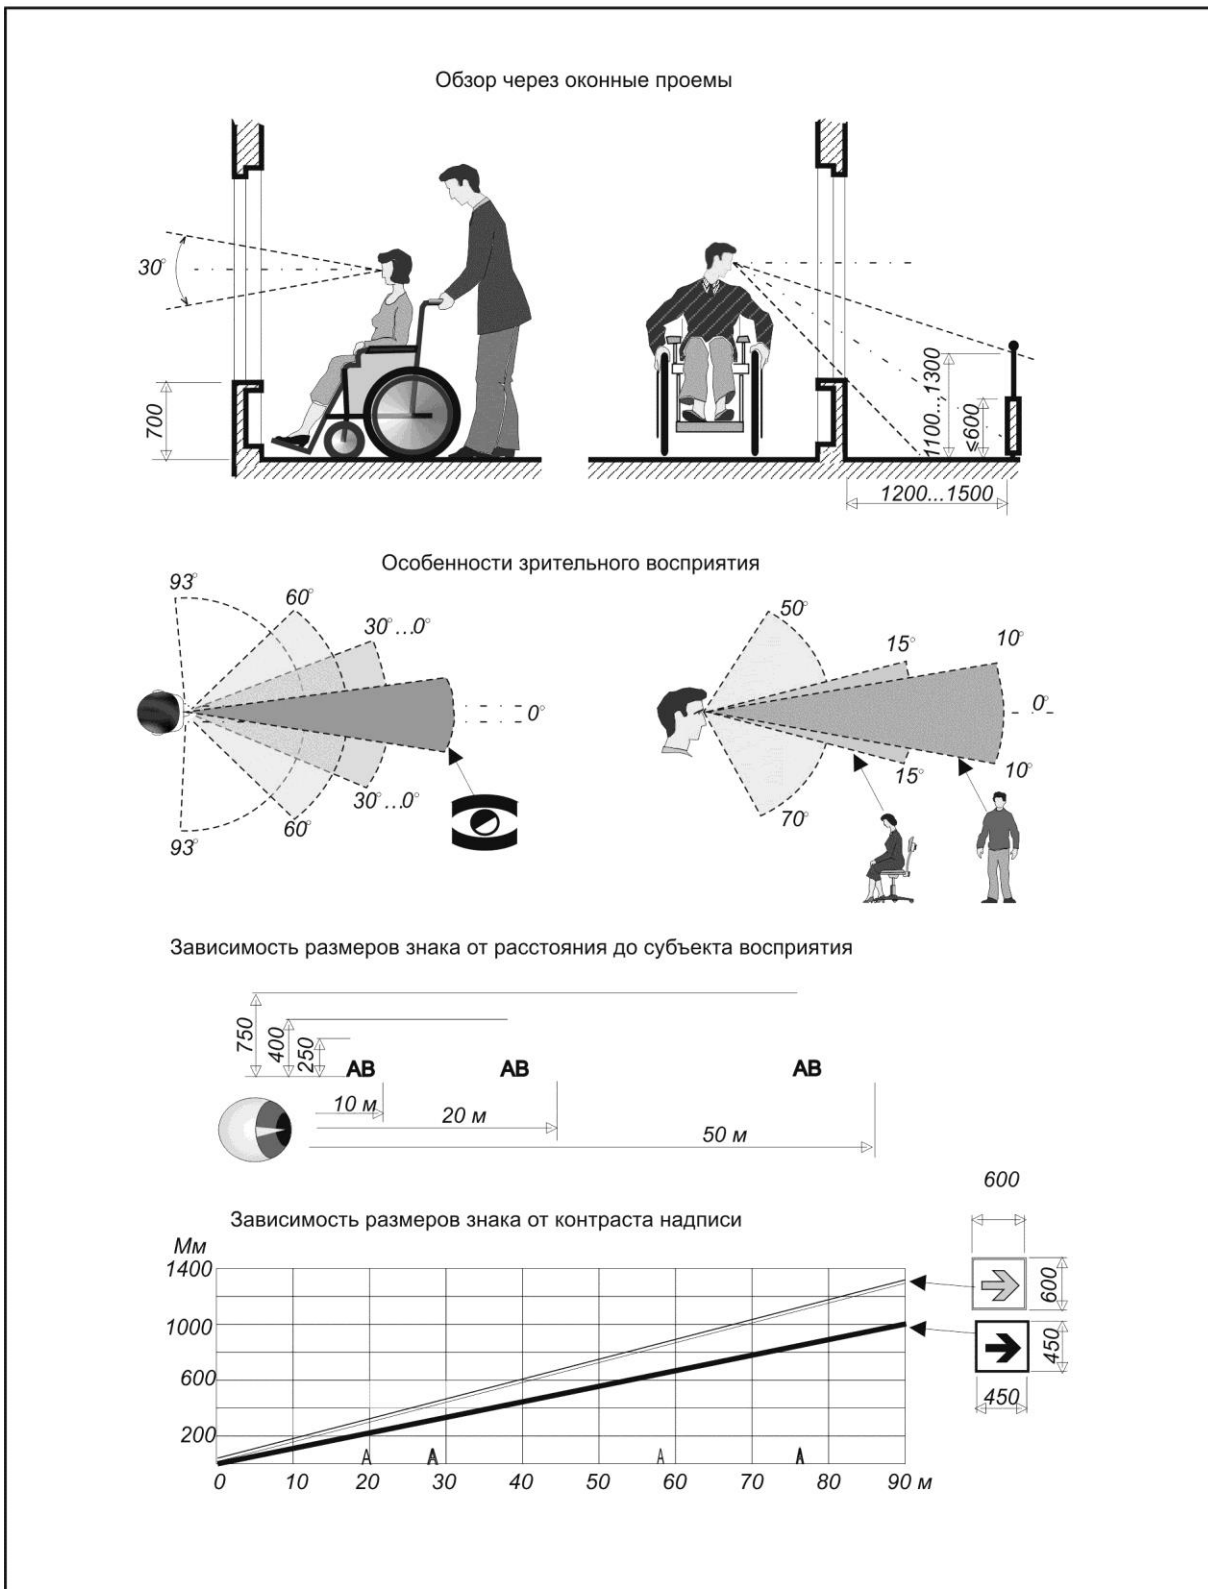 Обзор через оконные проемы
30°
700
1100...1300
≤600
1200...1500
Особенности зрительного восприятия
93°
60°
30°...0°
0°
30°...0°
60°
93°
50°
15°
10°
0°
15°
10°
70°
Зависимость размеров знака от расстояния до субъекта восприятия
750
400
250
АВ
АВ
АВ
10 м
20 м
50 м
600
Зависимость размеров знака от контраста надписи
Мм
1400
1000
600
200
600
450
450
А
А
А
А
0 10 20 30 40 50 60 70 80 90 м